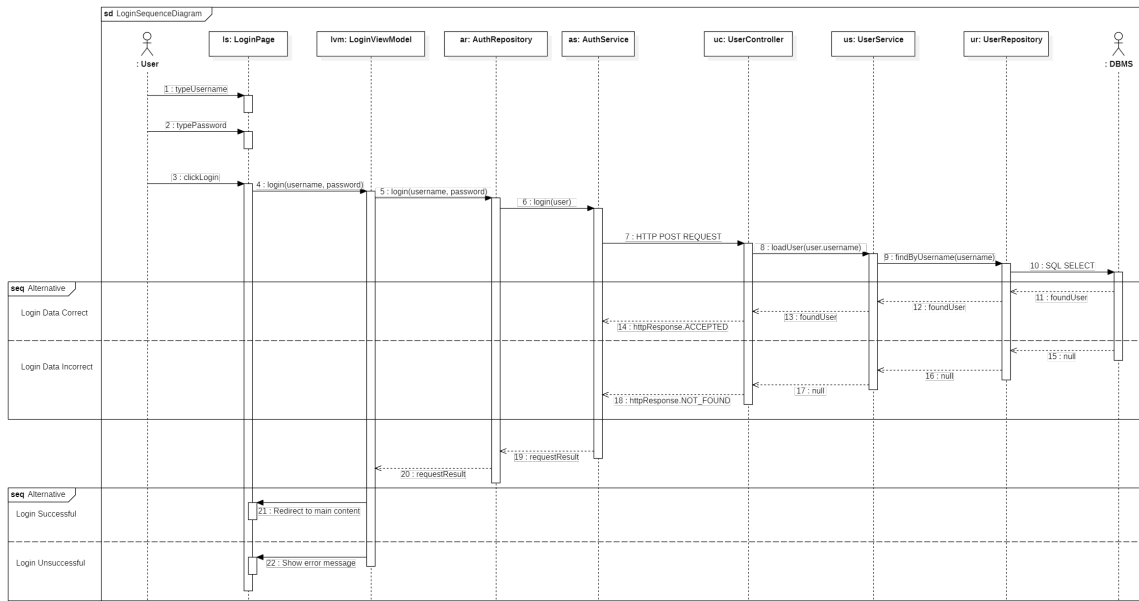 sd LoginSequenceDiagram
ls: LoginPage
lvm: LoginViewModel
ar: AuthRepository
as: AuthService
uc: UserController
us: UserService
ur: UserRepository
: User
: DBMS
1 : typeUsername
2 : typePassword
3 : clickLogin
4 : login(username, password)
5 : login(username, password)
6 : login(user)
7 : HTTP POST REQUEST
8 : loadUser(user.username)
9 : findByUsername(username)
10 : SQL SELECT
seq Alternative
Login Data Correct
11 : foundUser
12 : foundUser
13 : foundUser
14 : httpResponse.ACCEPTED
Login Data Incorrect
15 : null
16 : null
17 : null
18 : httpResponse.NOT_FOUND
19 : requestResult
20 : requestResult
seq Alternative
Login Successful
21 : Redirect to main content
Login Unsuccessful
22 : Show error message